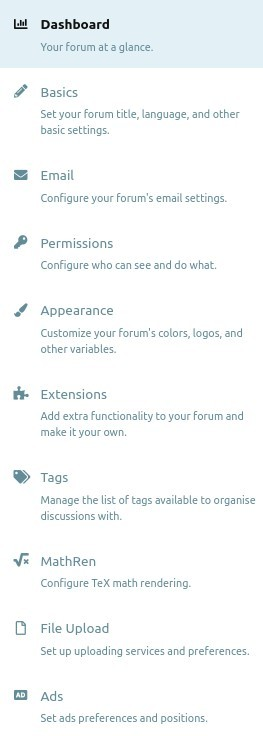 Dashboard
Your forum at a glance.
Basics
Set your forum title, language, and other
basic settings.
Email
Configure your forum's email settings.
Permissions
Configure who can see and do what.
Appearance
Customize your forum's colors, logos, and
other variables.
Extensions
Add extra functionality to your forum and
make it your own.
Tags
Manage the list of tags available to organise
discussions with.
MathRen
Configure TeX math rendering.
File Upload
Set up uploading services and preferences.
AD Ads
Set ads preferences and positions.